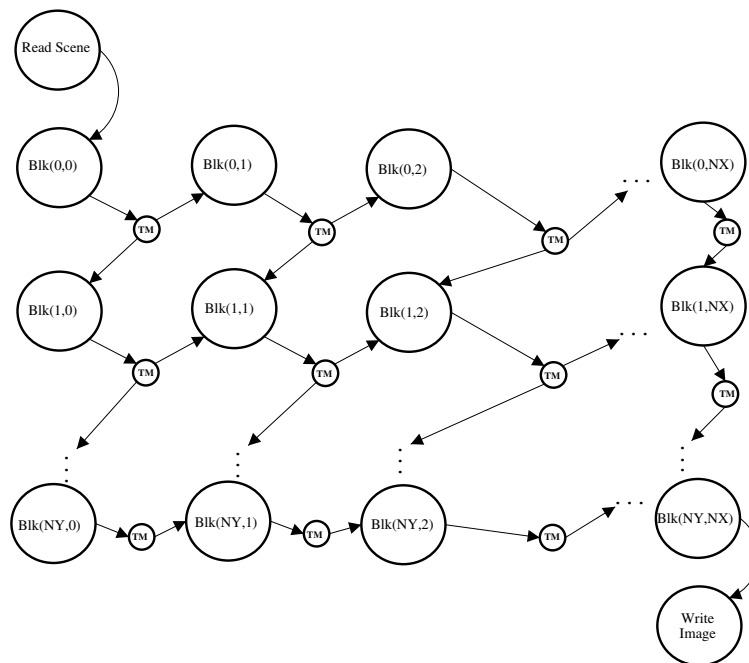 Read Scene
Blk(0,0)
Blk(0,1)
Blk(0,2)
. . .
Blk(0,NX)
TM
TM
TM
TM
Blk(1,0)
Blk(1,1)
Blk(1,2)
. . .
Blk(1,NX)
TM
TM
TM
TM
. . .
. . .
. . .
. . .
Blk(NY,0)
TM
Blk(NY,1)
TM
Blk(NY,2)
TM
. . .
Blk(NY,NX)
Write
Image